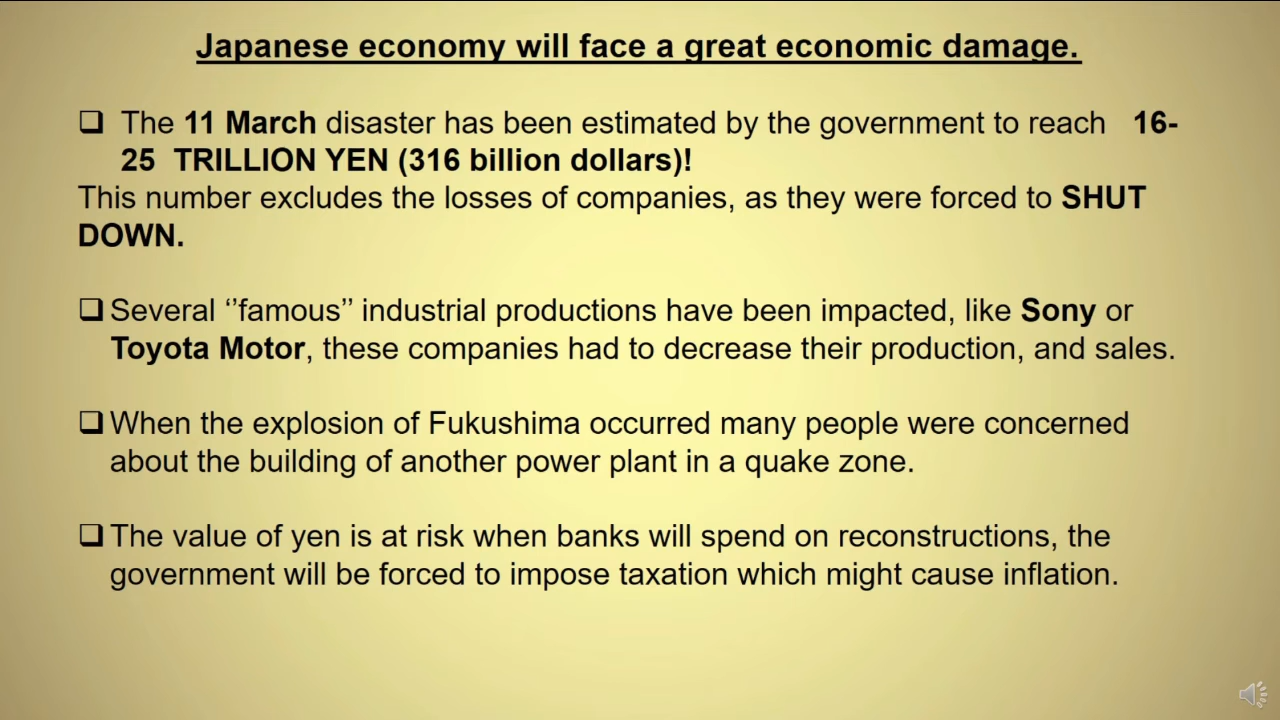 Japanese economy will face a great economic damage.
❑ The 11 March disaster has been estimated by the government to reach 16-
25 TRILLION YEN (316 billion dollars)!
This number excludes the losses of companies, as they were forced to SHUT
DOWN.
❑ Several ‘’famous’’ industrial productions have been impacted, like Sony or
Toyota Motor, these companies had to decrease their production, and sales.
❑ When the explosion of Fukushima occurred many people were concerned
about the building of another power plant in a quake zone.
❑ The value of yen is at risk when banks will spend on reconstructions, the
government will be forced to impose taxation which might cause inflation.